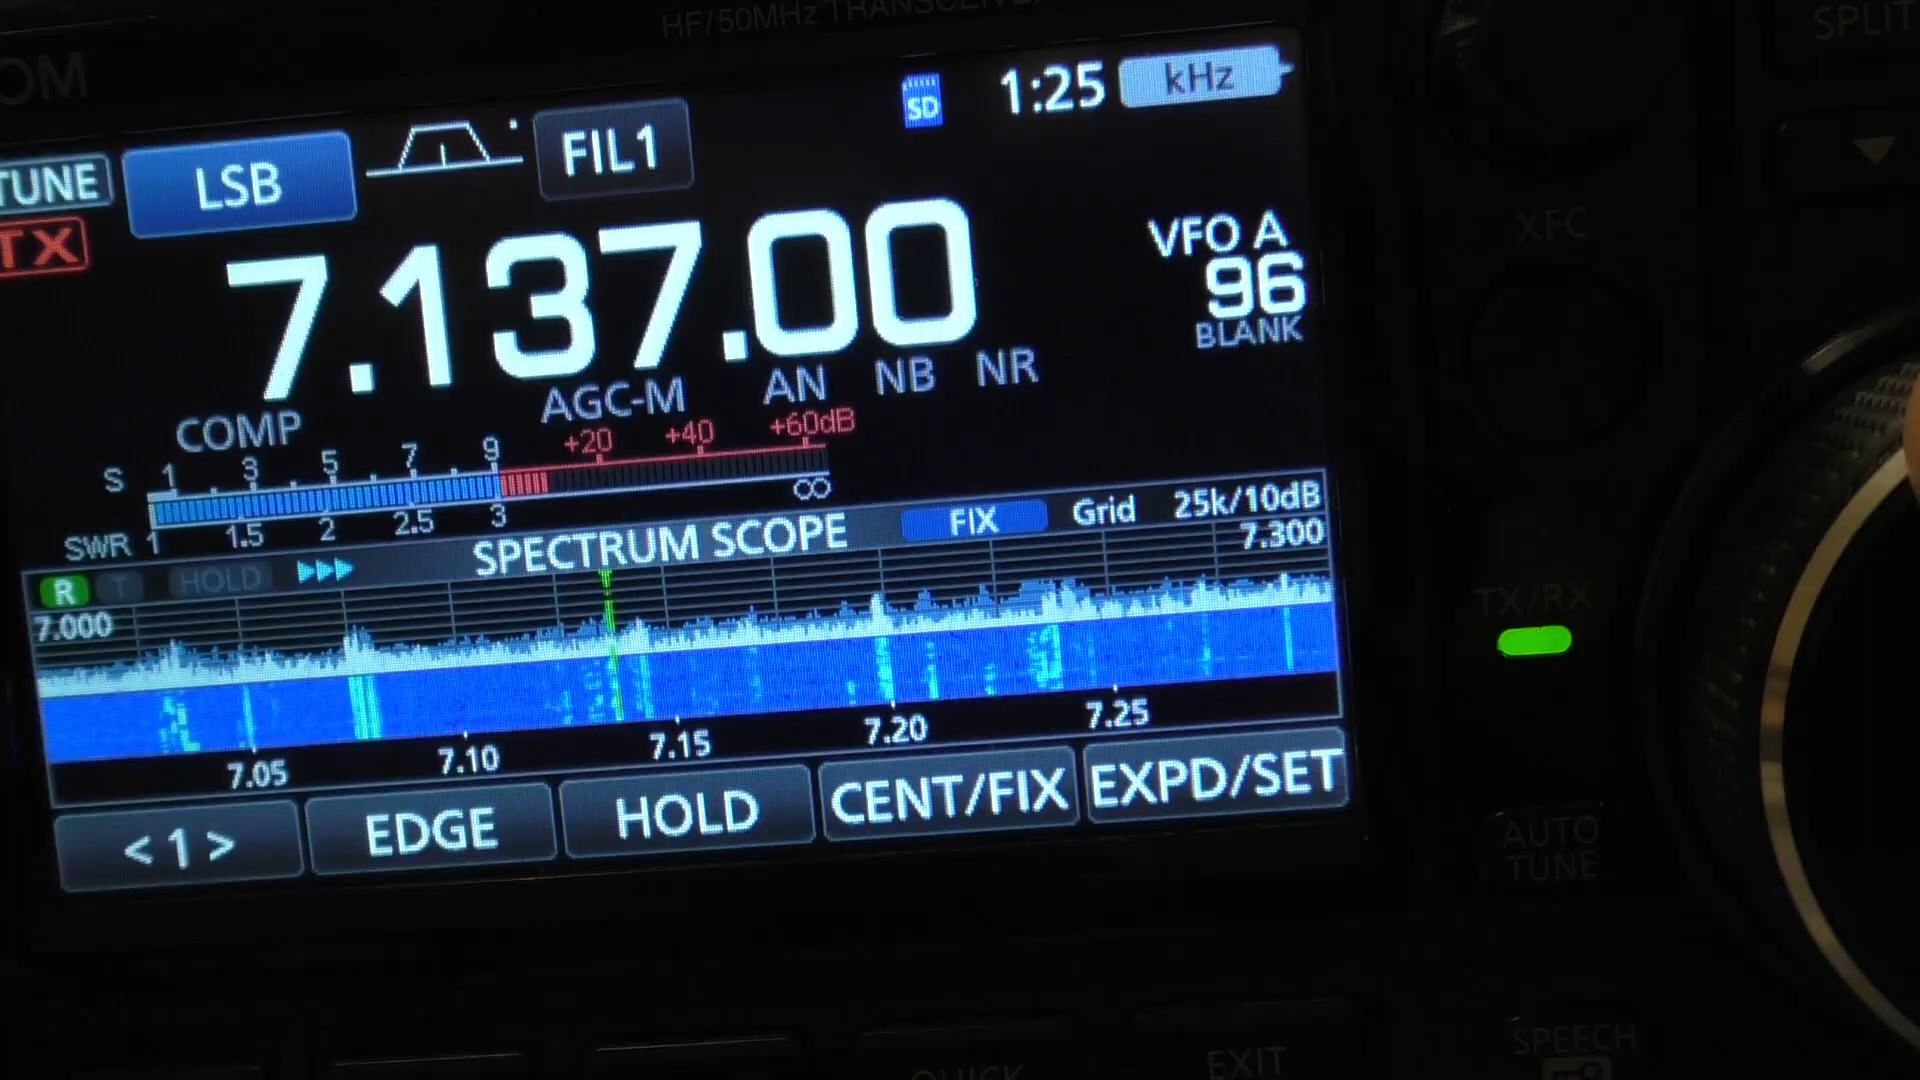 HF/50MHz TRANSCEIVER
OM
SPLIT
TUNE LSB FIL1 SD 1:25 kHz
TX
7.137.00 VFO A
96
BLANK
XFC
COMP AGC-M AN NB NR
S 1 3 5 7 9 +20 +40 +60dB
SWR 1 1.5 2 2.5 3 ∞
SPECTRUM SCOPE FIX Grid 25k/10dB
R T HOLD
7.000 7.300
TX/RX
7.05 7.10 7.15 7.20 7.25
<1> EDGE HOLD CENT/FIX EXPD/SET
AUTO
TUNE
QUICK EXIT SPEECH